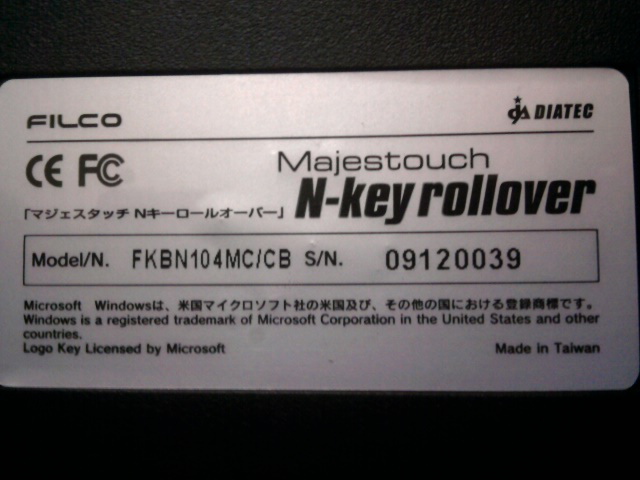 FILCO
DIATEC
CE FC
Majestouch
「マジェスタッチ Nキーロールオーバー」 N-key rollover
Model/N. FKBN104MC/CB S/N. 09120039
Microsoft Windowsは、米国マイクロソフト社の米国及び、その他の国における登録商標です。
Windows is a registered trademark of Microsoft Corporation in the United States and other
countries.
Logo Key Licensed by Microsoft
Made in Taiwan